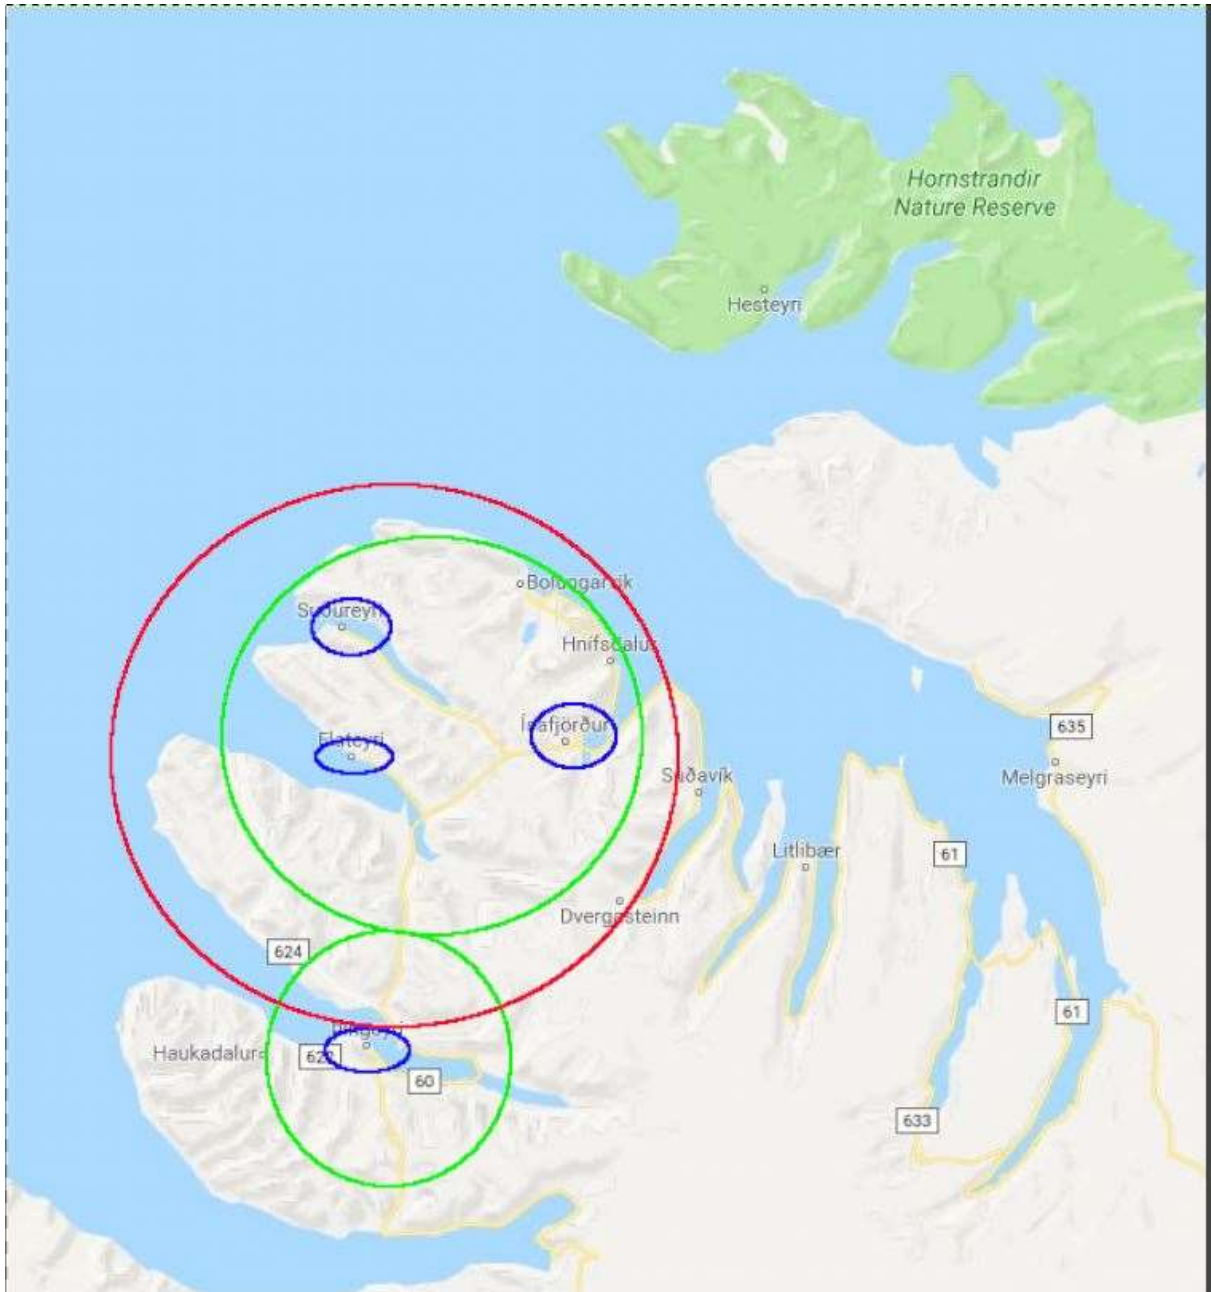 Hornstrandir
Nature Reserve
Hesteyri
Bolungarvík
Suðureyri
Hnífsdalur
Ísafjörður
635
Flateyri
Súðavík
Melgraseyri
Litlibær
61
Dvergasteinn
624
61
Haukadalur
60
633